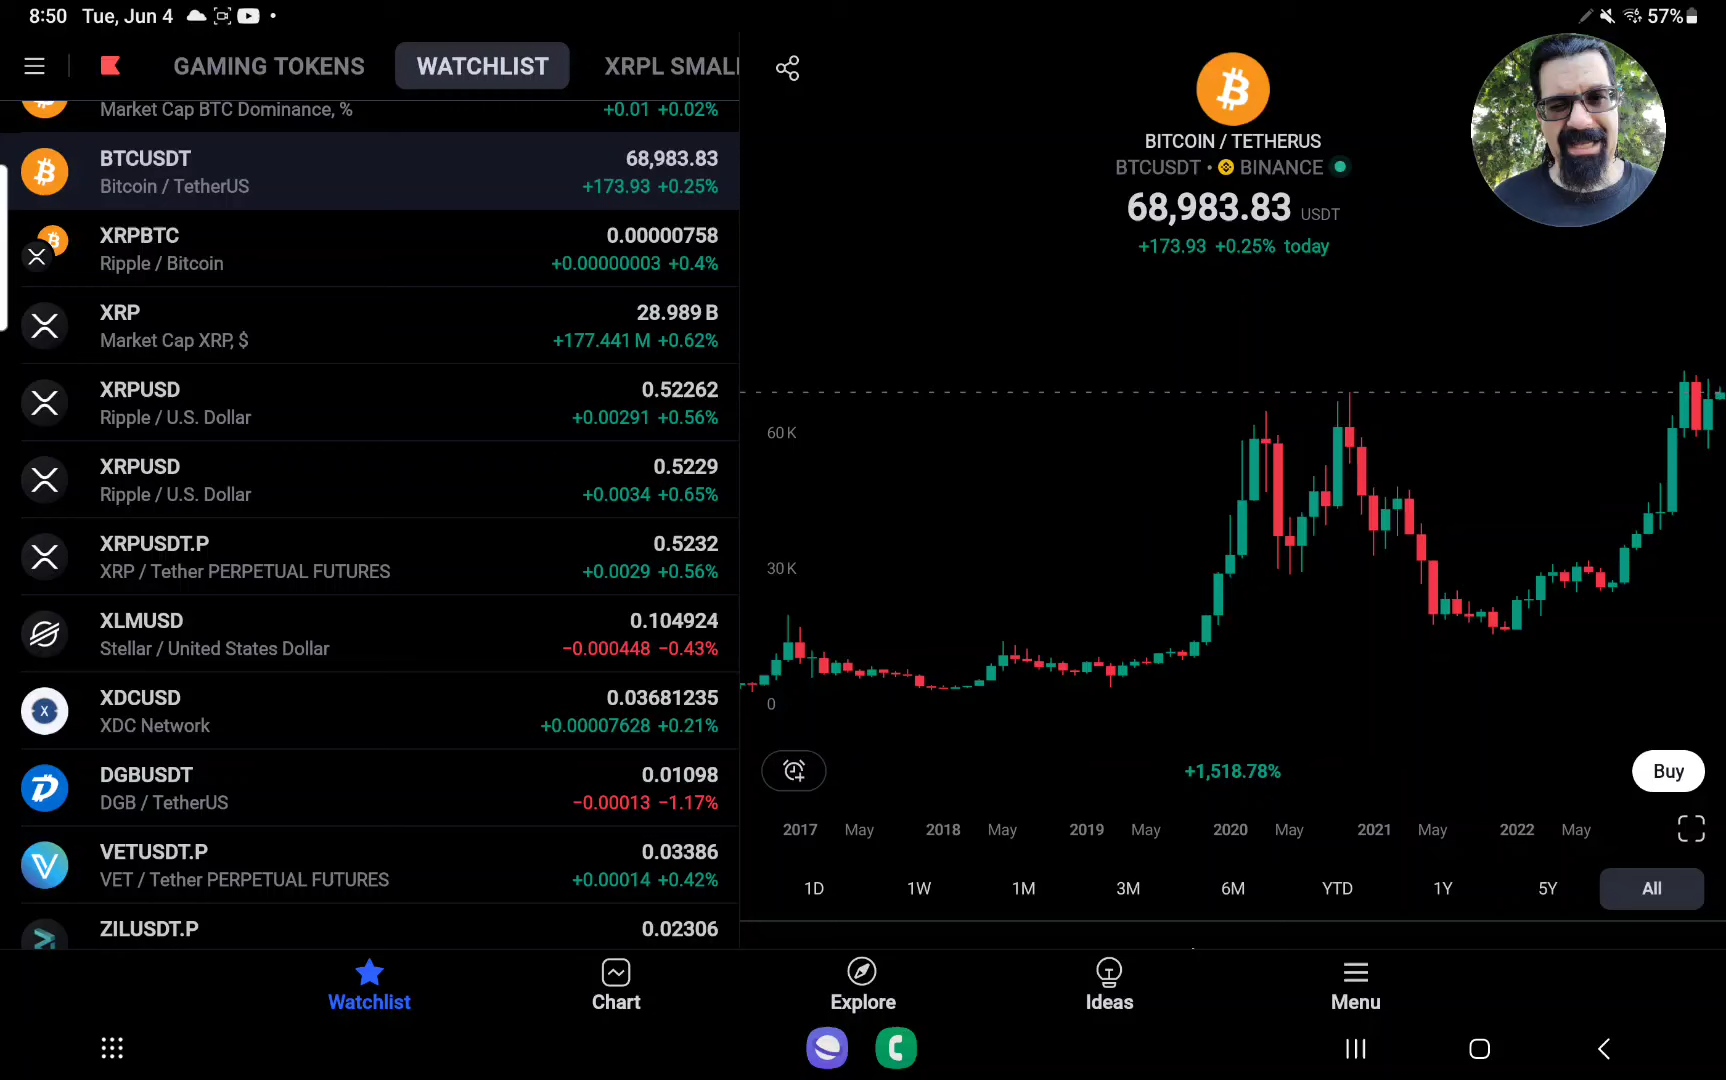 8:50 Tue, Jun 4
57%
GAMING TOKENS
WATCHLIST
XRPL SMAL
Market Cap BTC Dominance, %
+0.01 +0.02%
BTCUSDT
68,983.83
Bitcoin / TetherUS
+173.93 +0.25%
XRPBTC
0.00000758
Ripple / Bitcoin
+0.00000003 +0.4%
XRP
28.989 B
Market Cap XRP, $
+177.441 M +0.62%
XRPUSD
0.52262
Ripple / U.S. Dollar
+0.00291 +0.56%
XRPUSD
0.5229
Ripple / U.S. Dollar
+0.0034 +0.65%
XRPUSDT.P
0.5232
XRP / Tether PERPETUAL FUTURES
+0.0029 +0.56%
XLMUSD
0.104924
Stellar / United States Dollar
−0.000448 −0.43%
XDCUSD
0.03681235
XDC Network
+0.00007628 +0.21%
DGBUSDT
0.01098
DGB / TetherUS
−0.00013 −1.17%
VETUSDT.P
0.03386
VET / Tether PERPETUAL FUTURES
+0.00014 +0.42%
ZILUSDT.P
0.02306
BITCOIN / TETHERUS
BTCUSDT • BINANCE
68,983.83 USDT
+173.93 +0.25% today
60 K
30 K
0
+1,518.78%
Buy
2017 May 2018 May 2019 May 2020 May 2021 May 2022 May
1D 1W 1M 3M 6M YTD 1Y 5Y All
Watchlist
Chart
Explore
Ideas
Menu